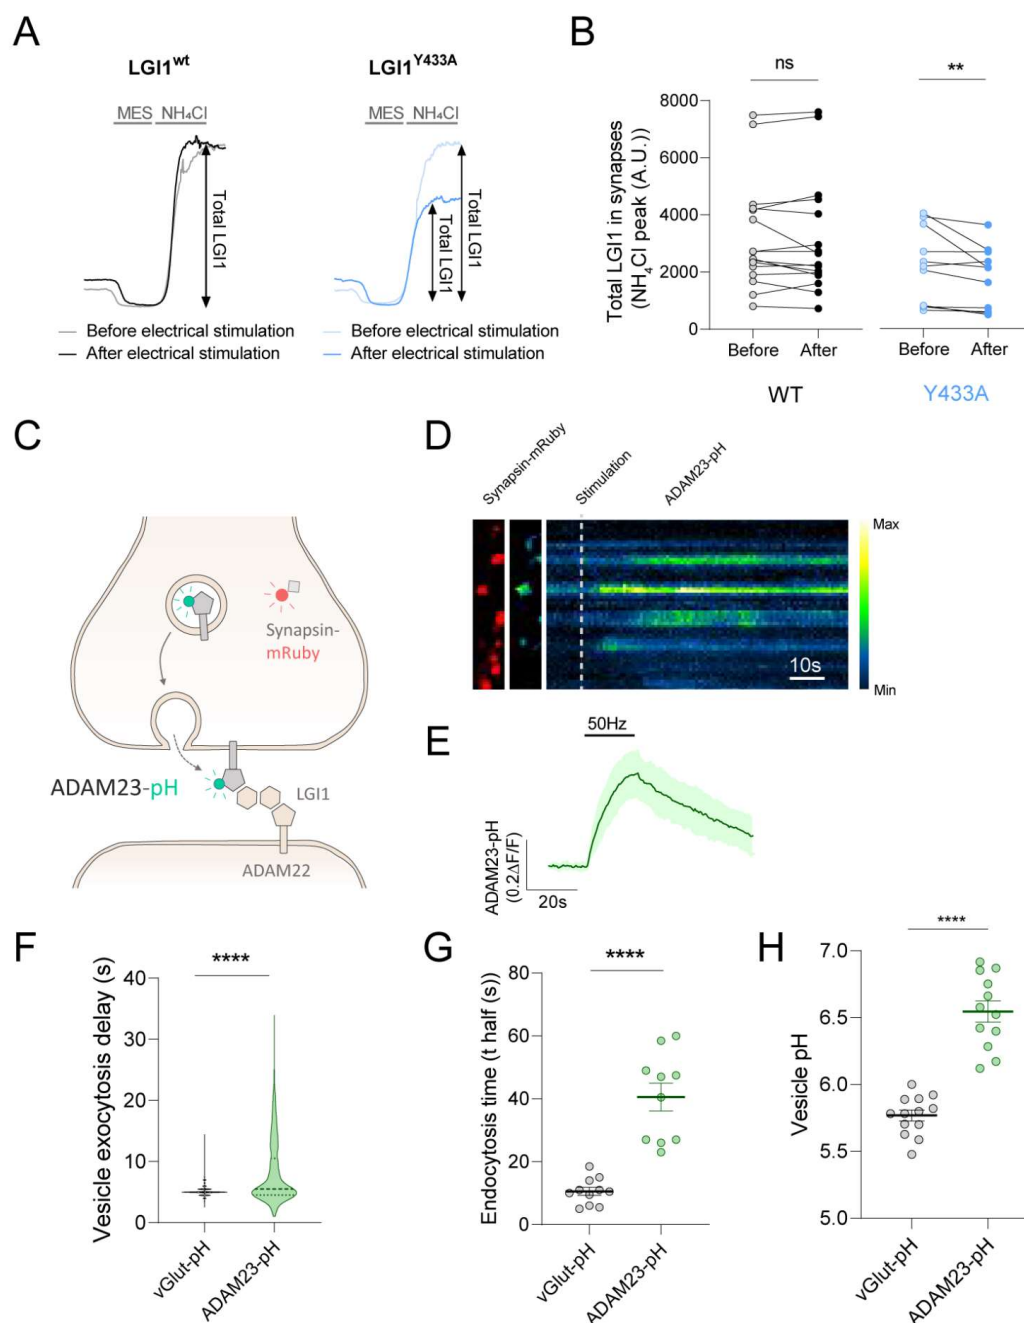 A
LGI1wt
LGI1Y433A
MES NH₄Cl
MES NH₄Cl
Total LGI1
Total LGI1
Total LGI1
Before electrical stimulation
After electrical stimulation
Before electrical stimulation
After electrical stimulation
B
ns
**
Total LGI1 in synapses
(NH₄Cl peak (A.U.))
8000
6000
4000
2000
0
Before After
Before After
WT
Y433A
C
Synapsin-
mRuby
ADAM23-pH
LGI1
ADAM22
D
Synapsin-mRuby
Stimulation
ADAM23-pH
Max
Min
10s
E
50Hz
ADAM23-pH
(0.2ΔF/F)
20s
F
****
Vesicle exocytosis delay (s)
40
30
20
10
0
vGlut-pH
ADAM23-pH
G
****
Endocytosis time (t half (s))
80
60
40
20
0
vGlut-pH
ADAM23-pH
H
****
Vesicle pH
7.0
6.5
6.0
5.5
5.0
vGlut-pH
ADAM23-pH